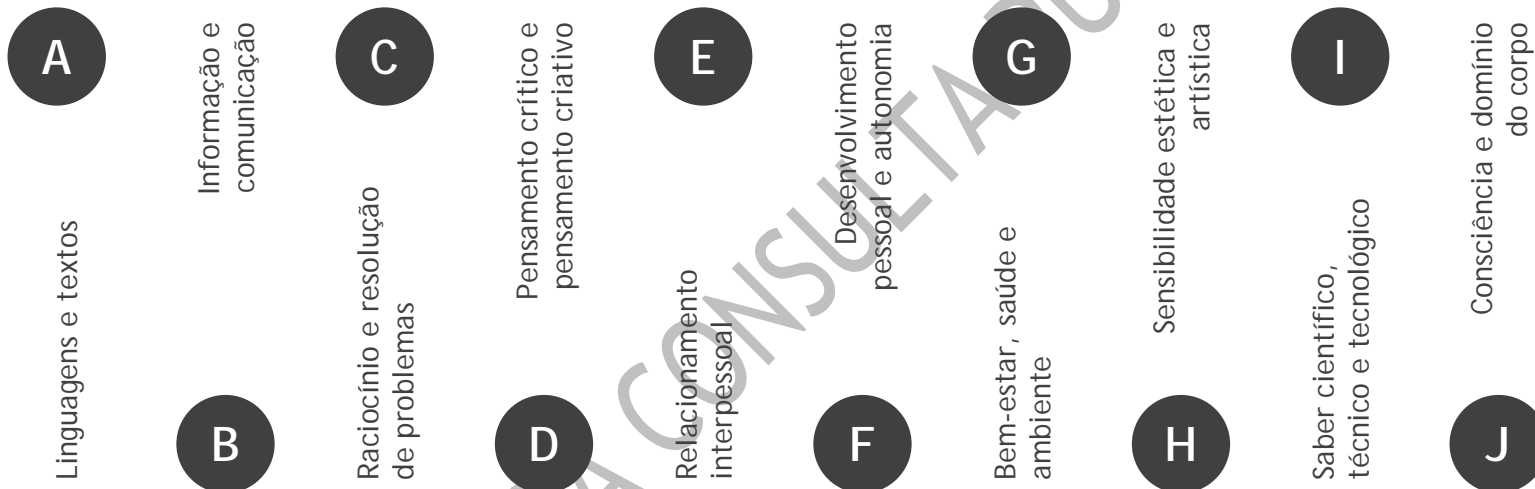 A
Linguagens e textos
Informação e
comunicação
B
C
Raciocínio e resolução
de problemas
Pensamento crítico e
pensamento criativo
D
E
Relacionamento
interpessoal
Desenvolvimento
pessoal e autonomia
F
G
Bem-estar, saúde e
ambiente
Sensibilidade estética e
artística
H
I
Saber científico,
técnico e tecnológico
Consciência e domínio
do corpo
J
CONSULTA